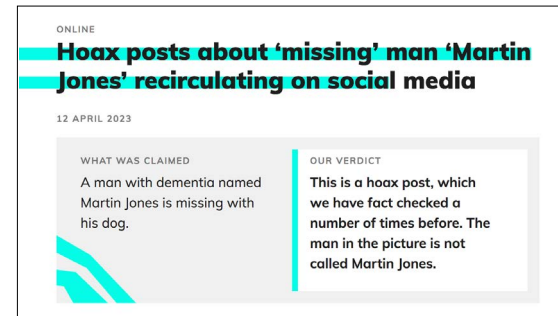 ONLINE
Hoax posts about ‘missing’ man ‘Martin
Jones’ recirculating on social media
12 APRIL 2023
WHAT WAS CLAIMED
A man with dementia named
Martin Jones is missing with
his dog.
OUR VERDICT
This is a hoax post, which
we have fact checked a
number of times before. The
man in the picture is not
called Martin Jones.